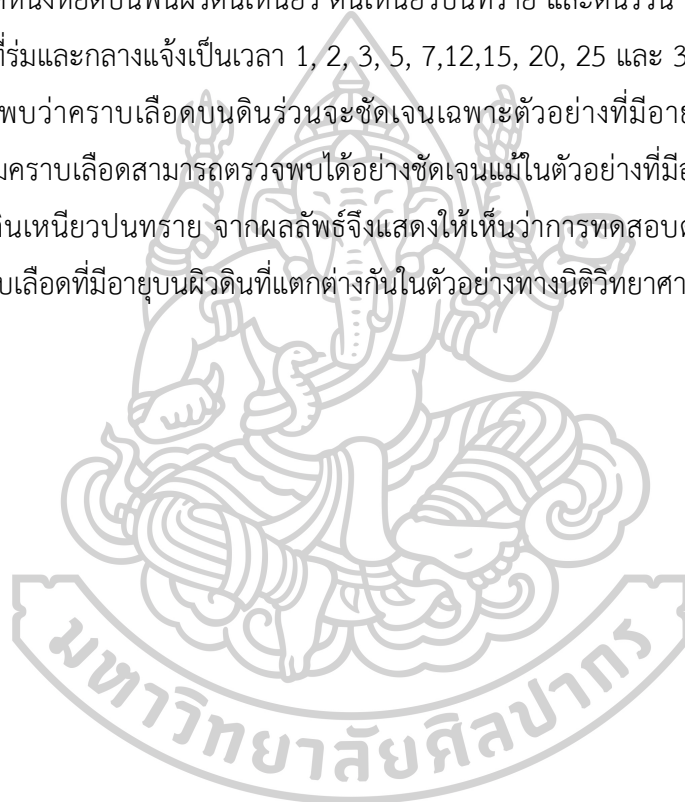 หนึ่งหยดบนพื้นผิวดินเหนียว ดินเหนียวปนทราย และดินร่วน
ที่ร่มและกลางแจ้งเป็นเวลา 1, 2, 3, 5, 7,12,15, 20, 25 และ 3
พบว่าคราบเลือดบนดินร่วนจะชัดเจนเฉพาะตัวอย่างที่มีอาย
มคราบเลือดสามารถตรวจพบได้อย่างชัดเจนแม้ในตัวอย่างที่มีอ
ดินเหนียวปนทราย จากผลลัพธ์จึงแสดงให้เห็นว่าการทดสอบค
บเลือดที่มีอายุบนผิวดินที่แตกต่างกันในตัวอย่างทางนิติวิทยาศา
มหาวิทยาลัยศิลปากร